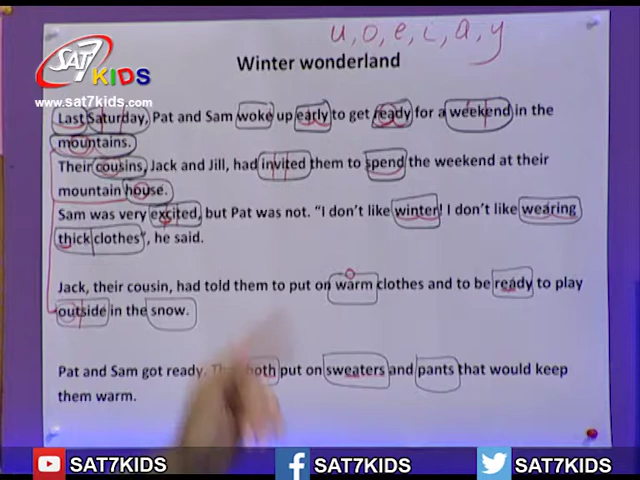 u, o, e, i, a, y
SAT7
KIDS
www.sat7kids.com
Winter wonderland
Last Saturday, Pat and Sam woke up early to get ready for a weekend in the
mountains.
Their cousins, Jack and Jill, had invited them to spend the weekend at their
mountain house.
Sam was very excited, but Pat was not. "I don't like winter! I don't like wearing
thick clothes", he said.
Jack, their cousin, had told them to put on warm clothes and to be ready to play
outside in the snow.
Pat and Sam got ready. both put on sweaters and pants that would keep
them warm.
SAT7KIDS SAT7KIDS SAT7KIDS